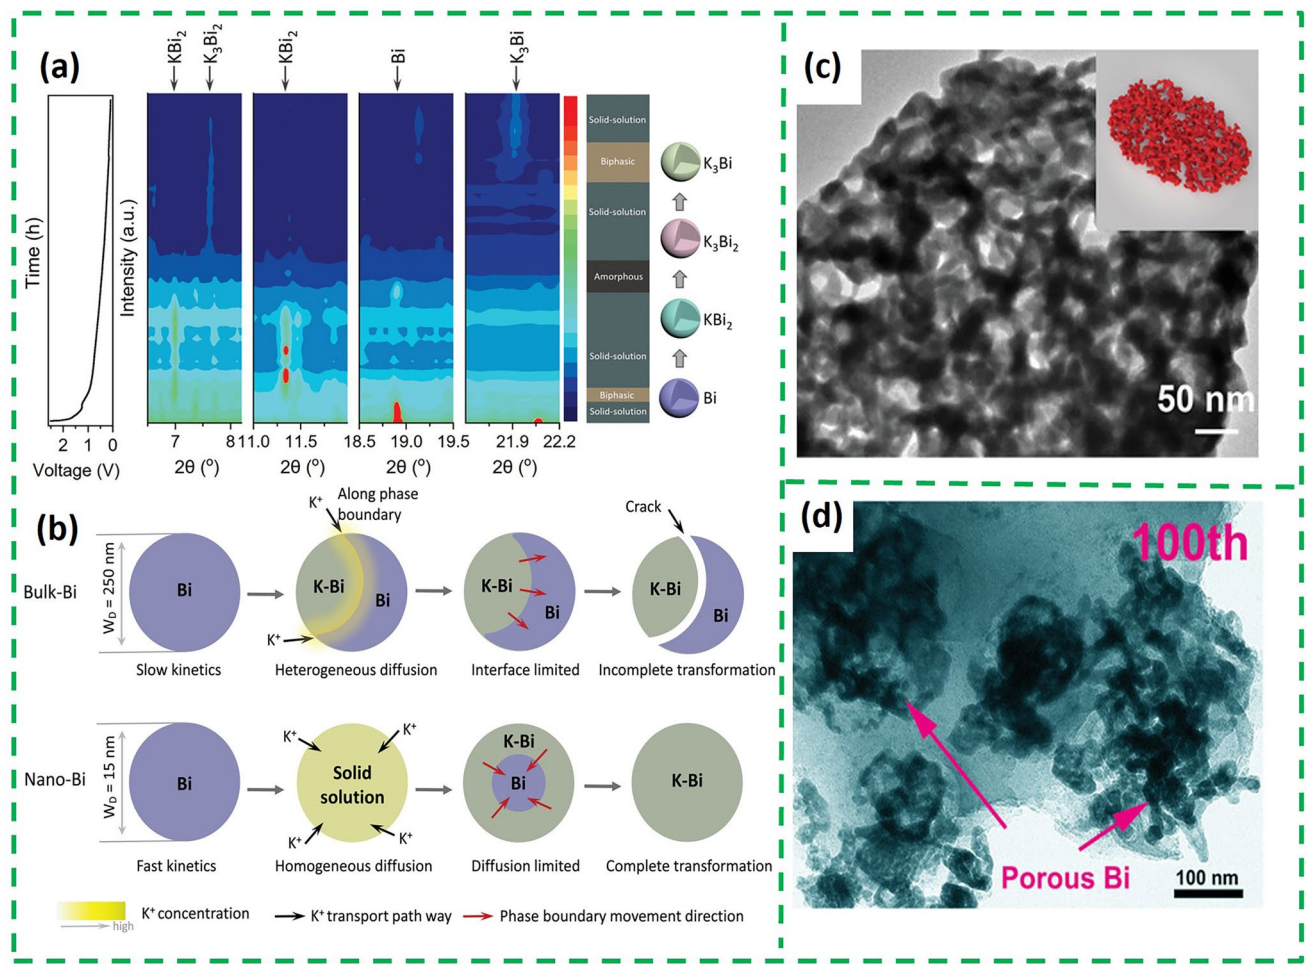 (a)
KBi₂
K₃Bi₂
KBi₂
Bi
K₃Bi
Time (h)
Intensity (a.u.)
Solid-solution
Biphasic
Solid-solution
Amorphous
Solid-solution
Biphasic
Solid-solution
K₃Bi
K₃Bi₂
KBi₂
Bi
2 1 0
7 8 11.0 11.5 18.5 19.0 19.5 21.9 22.2
Voltage (V)
2θ (°) 2θ (°) 2θ (°) 2θ (°)
(b)
K⁺
Along phase
boundary
Crack
Bulk-Bi
W_D = 250 nm
Bi
K-Bi
Bi
K⁺
K-Bi
Bi
K-Bi
Bi
Slow kinetics
Heterogeneous diffusion
Interface limited
Incomplete transformation
Nano-Bi
W_D = 15 nm
Bi
K⁺
K⁺
Solid
solution
K⁺
K⁺
K-Bi
Bi
K-Bi
Fast kinetics
Homogeneous diffusion
Diffusion limited
Complete transformation
K⁺ concentration
high
K⁺ transport path way
Phase boundary movement direction
(c)
50 nm
(d)
100th
Porous Bi
100 nm